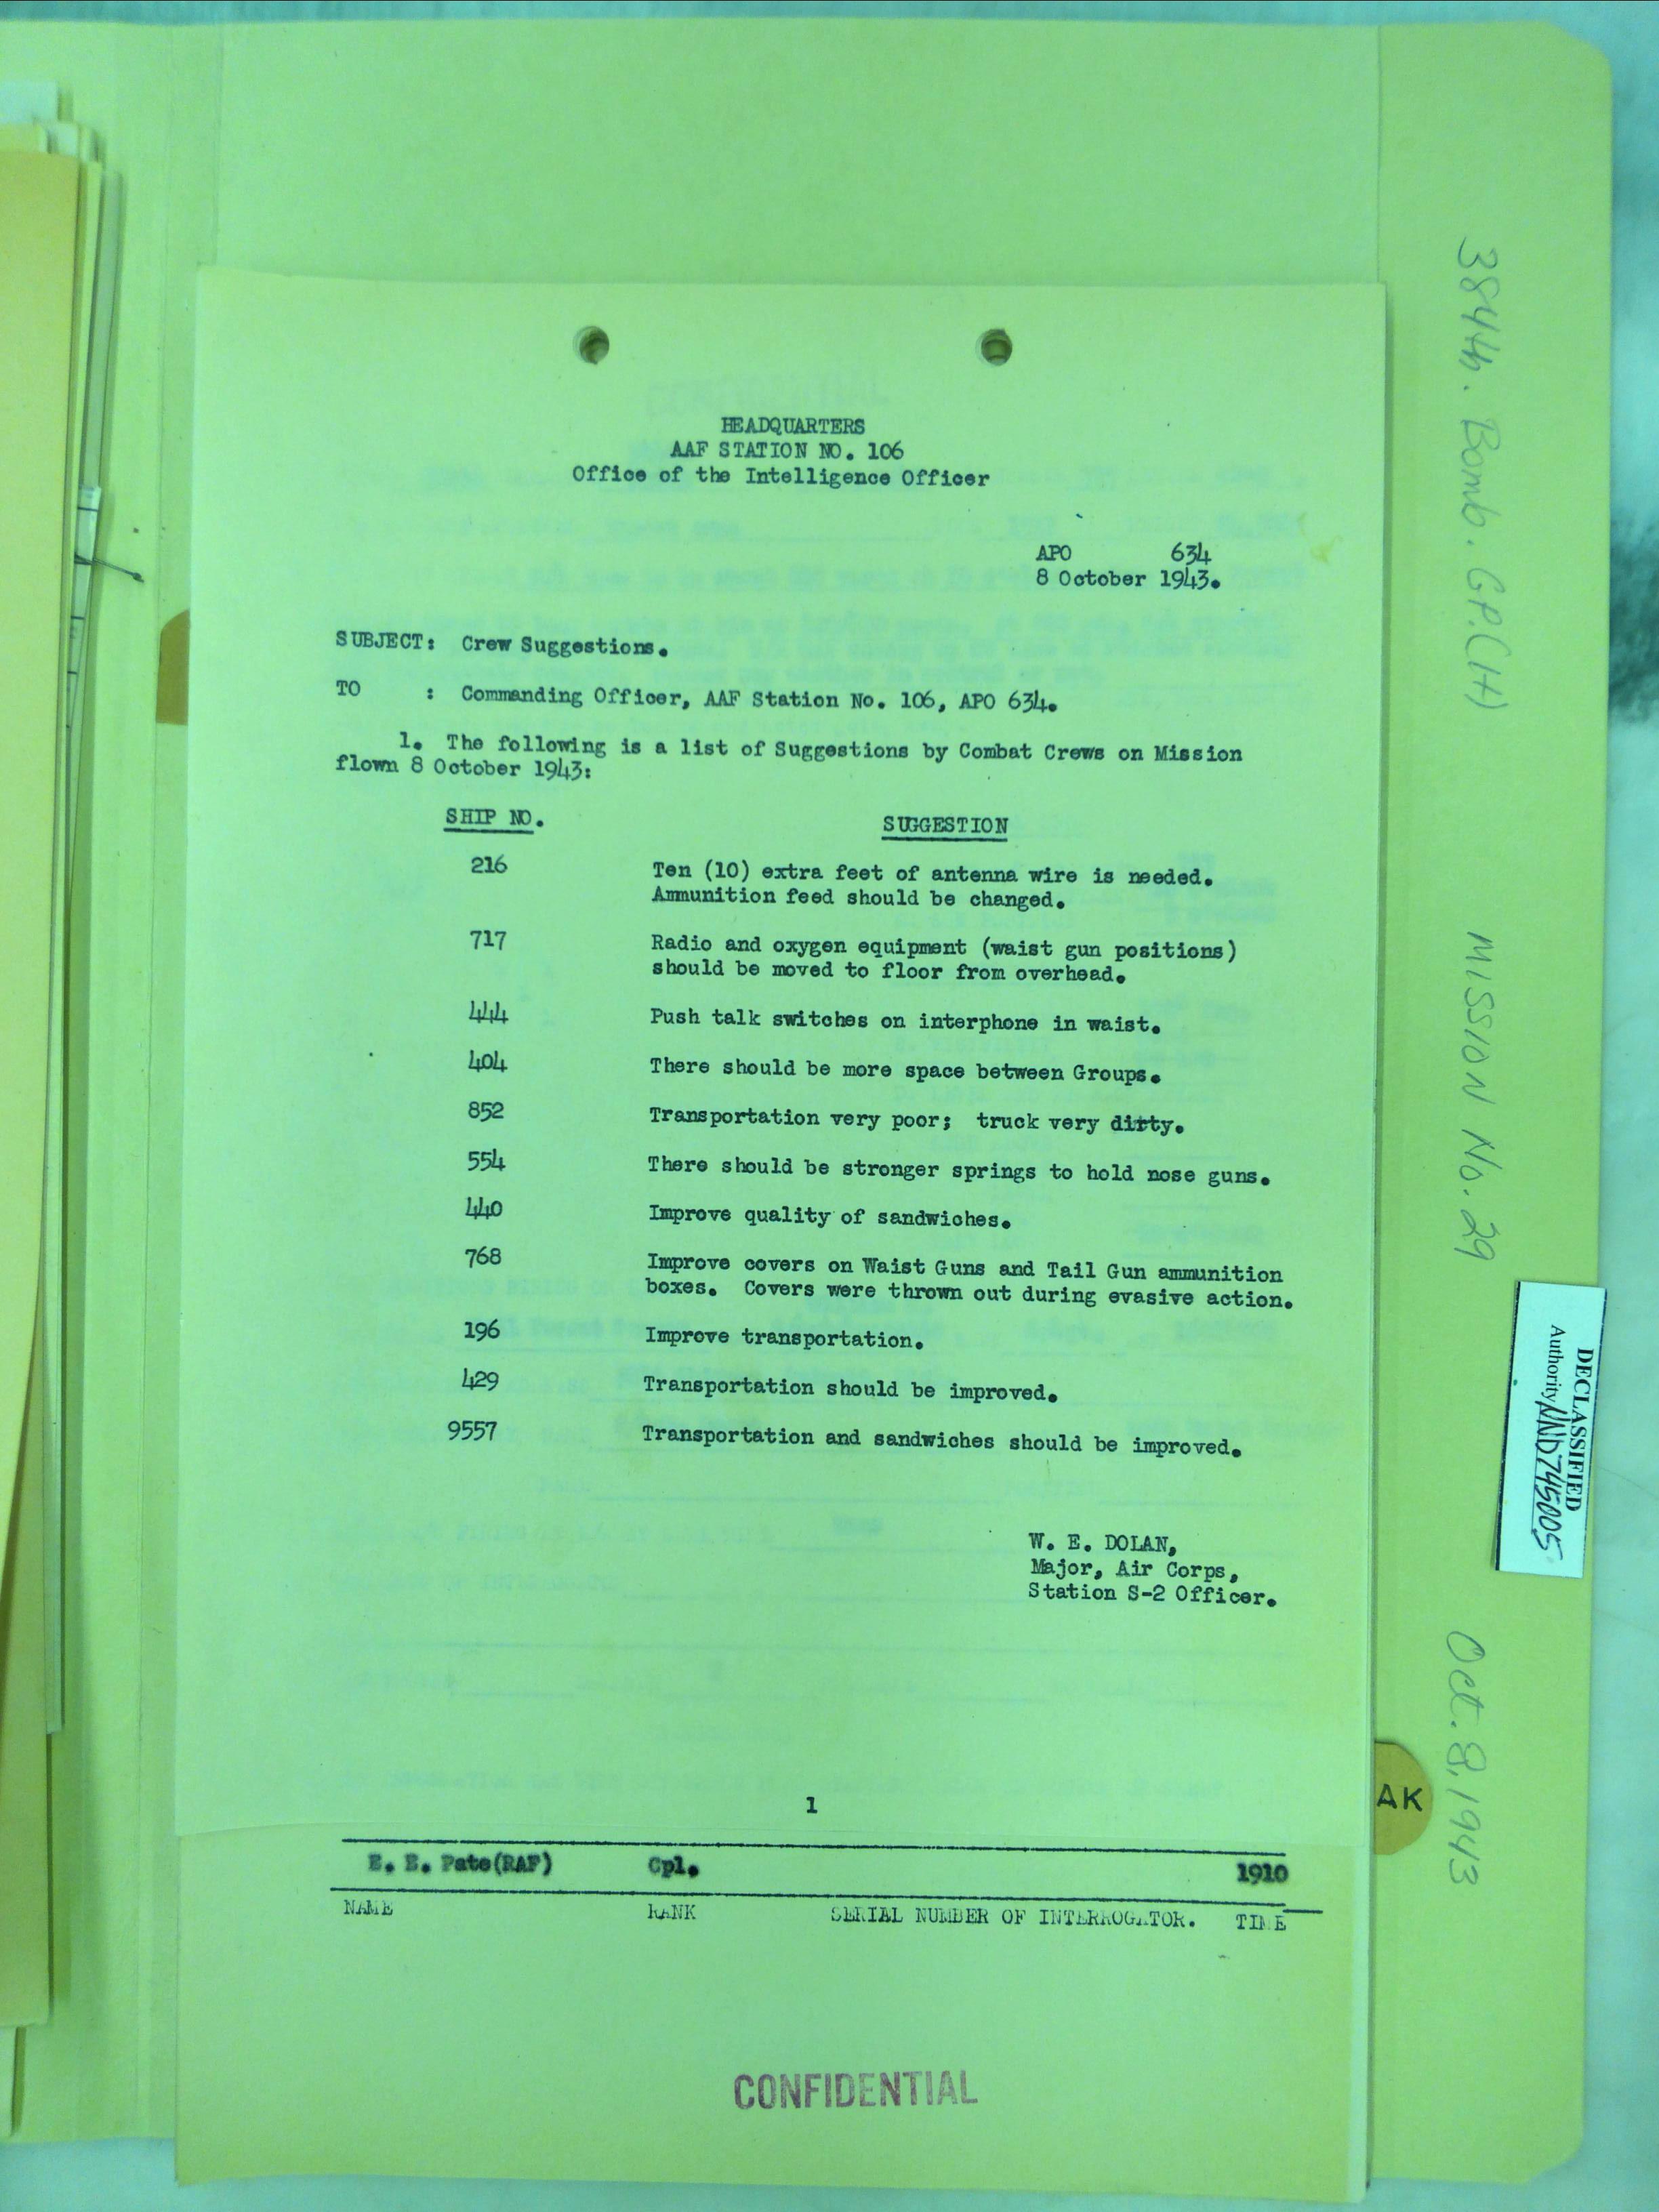 HEADQUARTERS
AAF STATION NO. 106
Office of the Intelligence Officer
APO 634
8 October 1943.
SUBJECT: Crew Suggestions.
TO : Commanding Officer, AAF Station No. 106, APO 634.
1. The following is a list of Suggestions by Combat Crews on Mission
flown 8 October 1943:
SHIP NO. SUGGESTION
216 Ten (10) extra feet of antenna wire is needed.
Ammunition feed should be changed.
717 Radio and oxygen equipment (waist gun positions)
should be moved to floor from overhead.
444 Push talk switches on interphone in waist.
404 There should be more space between Groups.
852 Transportation very poor; truck very dirty.
554 There should be stronger springs to hold nose guns.
440 Improve quality of sandwiches.
768 Improve covers on Waist Guns and Tail Gun ammunition
boxes. Covers were thrown out during evasive action.
196 Improve transportation.
429 Transportation should be improved.
9557 Transportation and sandwiches should be improved.
W. E. DOLAN,
Major, Air Corps,
Station S-2 Officer.
1
E. E. Pate(RAF) Cpl. 1910
NAME RANK SERIAL NUMBER OF INTERROGATOR. TIME
CONFIDENTIAL
384th. Bomb. GP.(H) MISSION No. 29 Oct. 8, 1943
DECLASSIFIED
Authority NND745005
AK